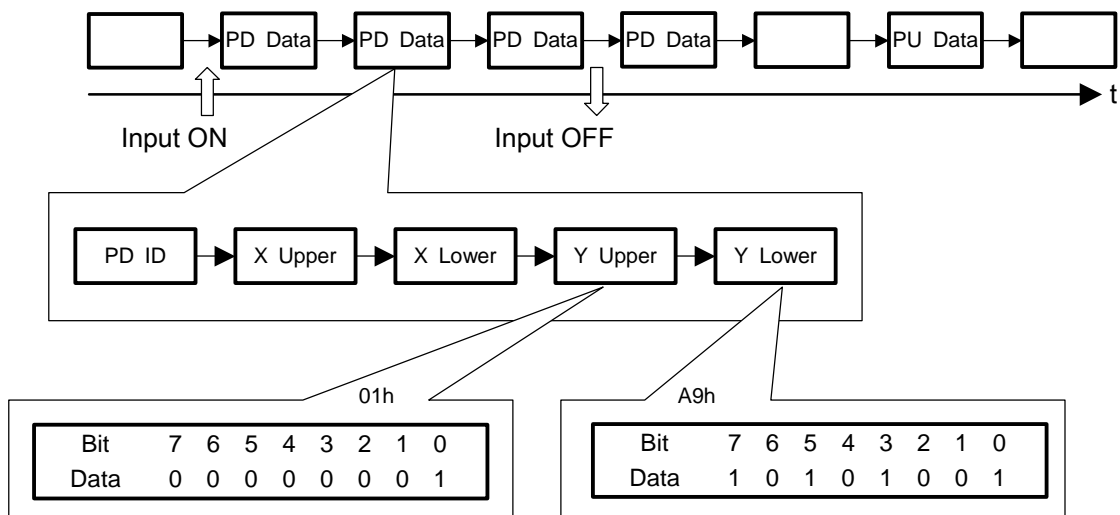 PD Data PD Data PD Data PD Data PU Data
t
Input ON Input OFF
PD ID X Upper X Lower Y Upper Y Lower
01h A9h
Bit 7 6 5 4 3 2 1 0
Data 0 0 0 0 0 0 0 1
Bit 7 6 5 4 3 2 1 0
Data 1 0 1 0 1 0 0 1